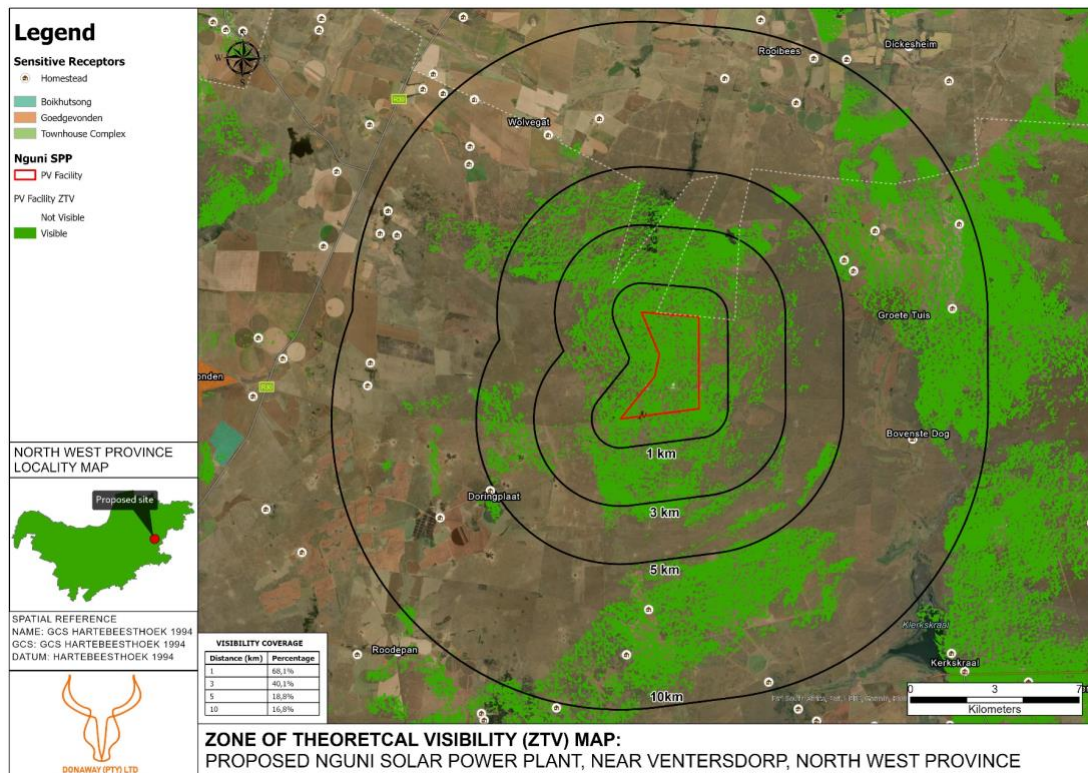 Legend
Sensitive Receptors
Homestead
Boikhutsong
Goedgevonden
Townhouse Complex
Nguni SPP
PV Facility
PV Facility ZTV
Not Visible
Visible
NORTH WEST PROVINCE
LOCALITY MAP
Proposed site
SPATIAL REFERENCE
NAME: GCS HARTEBEESTHOEK 1994
GCS: GCS HARTEBEESTHOEK 1994
DATUM: HARTEBEESTHOEK 1994
DONAWAY (PTY) LTD
Rooibees
Dickesheim
Wolvegat
Groete Tuis
onden
Bovenste Dog
1 km
Doringplaat
3 km
5 km
Klerkskraal
Roodepan
Kerkskraal
10km
VISIBILITY COVERAGE
Distance (km) Percentage
1 68,1%
3 40,1%
5 18,8%
10 16,8%
0 3
Kilometers
ZONE OF THEORETCAL VISIBILITY (ZTV) MAP:
PROPOSED NGUNI SOLAR POWER PLANT, NEAR VENTERSDORP, NORTH WEST PROVINCE